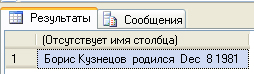 Результаты Сообщения
(Отсутствует имя столбца)
1 Борис Кузнецов родился Dec 8 1981